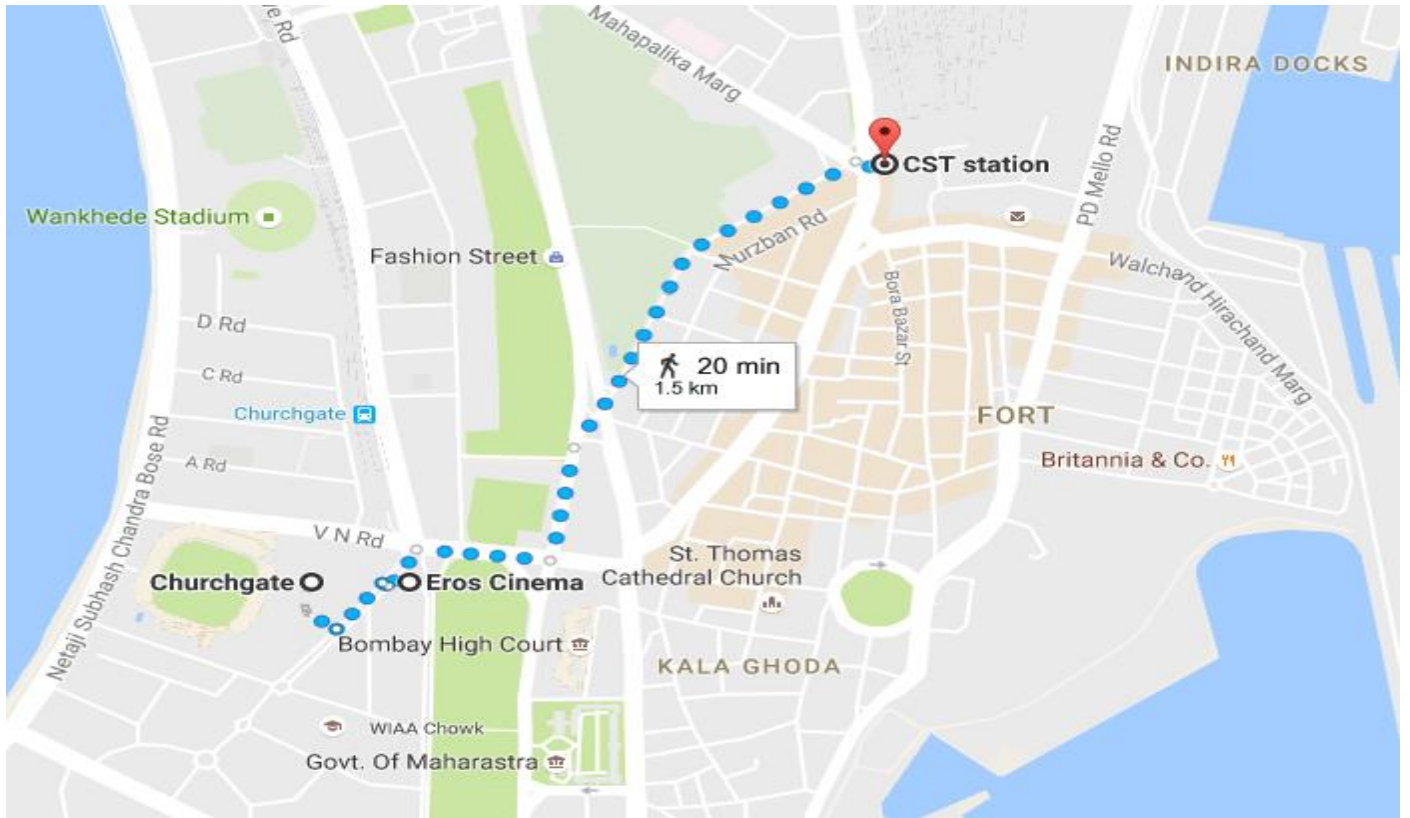 Mahapalika Marg
INDIRA DOCKS
CST station
PD Mello Rd
Wankhede Stadium
Murzban Rd
Fashion Street
Walchand Hirachand Marg
Bora Bazar St
D Rd
20 min
1.5 km
C Rd
Churchgate
FORT
Netaji Subhash Chandra Bose Rd
A Rd
Britannia & Co.
V N Rd
St. Thomas
Cathedral Church
Churchgate
Eros Cinema
Bombay High Court
KALA GHODA
WIAA Chowk
Govt. Of Maharastra